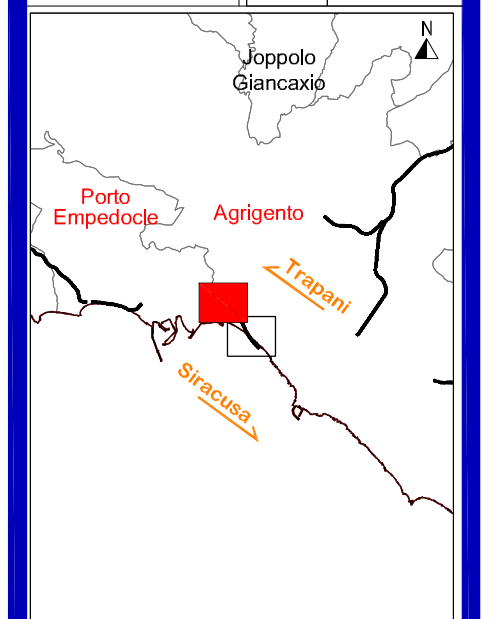 N
Joppolo
Giancaxio
Porto
Empedocle
Agrigento
Trapani
Siracusa